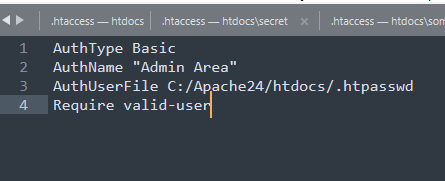 .htaccess — htdocs .htaccess — htdocs\secret × .htaccess — htdocs\son
1 AuthType Basic
2 AuthName "Admin Area"
3 AuthUserFile C:/Apache24/htdocs/.htpasswd
4 Require valid-user